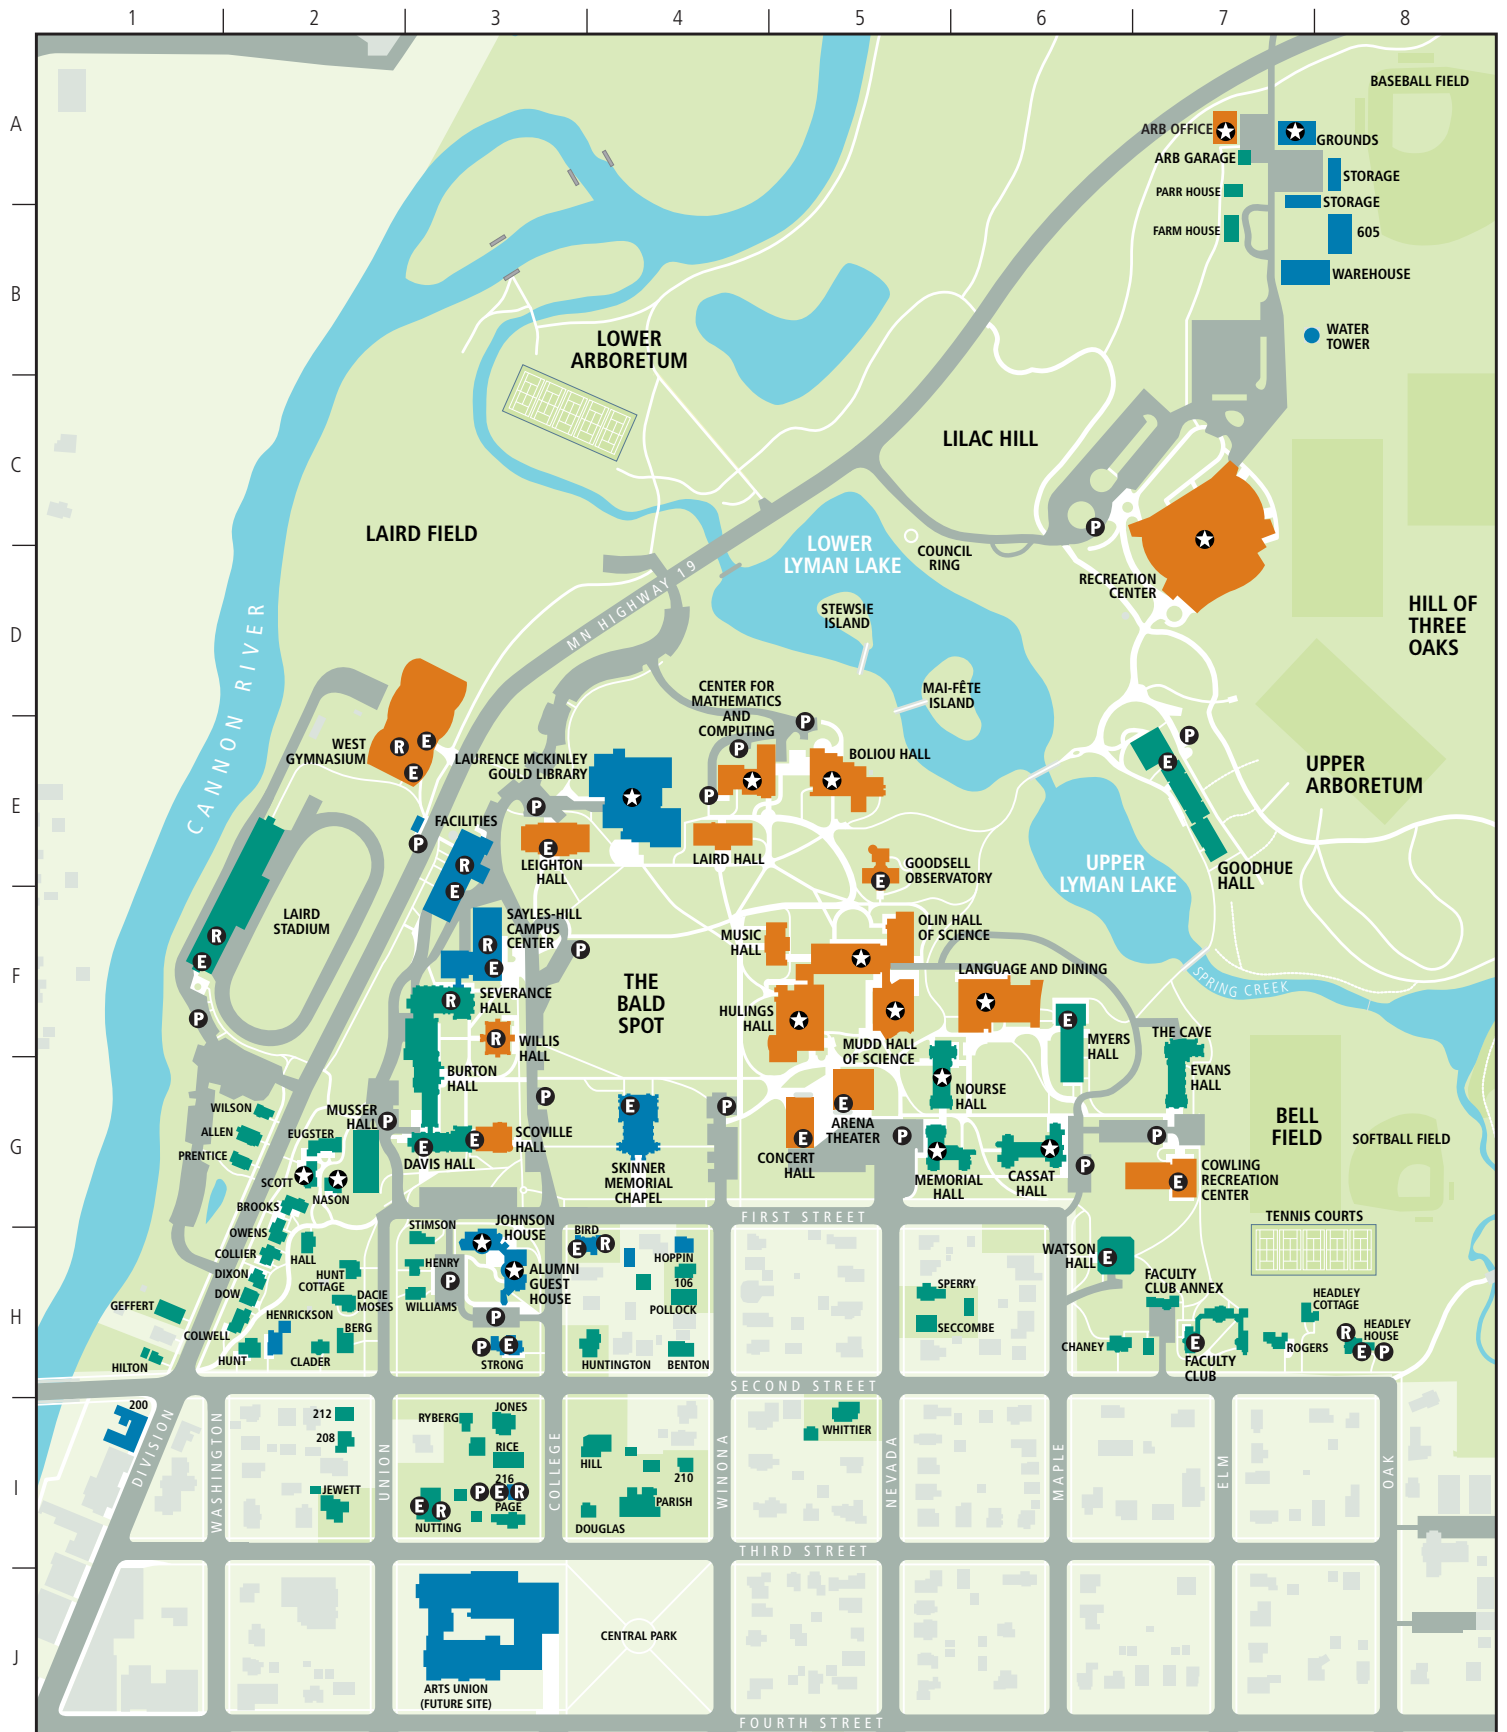 1 2 3 4 5 6 7 8
A
B
C
D
E
F
G
H
I
J
BASEBALL FIELD
ARB OFFICE
GROUNDS
ARB GARAGE
STORAGE
PARR HOUSE
STORAGE
FARM HOUSE
605
WAREHOUSE
WATER
TOWER
LOWER
ARBORETUM
LILAC HILL
LAIRD FIELD
P
LOWER
LYMAN LAKE
COUNCIL
RING
RECREATION
CENTER
MN HIGHWAY 19
STEWSIE
ISLAND
HILL OF
THREE
OAKS
CANNON RIVER
CENTER FOR
MATHEMATICS
AND
COMPUTING
MAI-FÊTE
ISLAND
P
P
P
WEST
GYMNASIUM
R
E
E
LAURENCE MCKINLEY
GOULD LIBRARY
BOLIOU HALL
E
UPPER
ARBORETUM
P
P
FACILITIES
P
R
E
E
LEIGHTON
HALL
LAIRD HALL
GOODSELL
OBSERVATORY
E
UPPER
LYMAN LAKE
GOODHUE
HALL
LAIRD
STADIUM
R
E
P
SAYLES-HILL
CAMPUS
CENTER
R
E
P
MUSIC
HALL
OLIN HALL
OF SCIENCE
LANGUAGE AND DINING
SPRING CREEK
THE
BALD
SPOT
R
SEVERANCE
HALL
R
WILLIS
HALL
HULINGS
HALL
MUDD HALL
OF SCIENCE
E
MYERS
HALL
THE CAVE
EVANS
HALL
BURTON
HALL
P
E
P
NOURSE
HALL
E
ARENA
THEATER
P
E
CONCERT
HALL
BELL
FIELD
SOFTBALL FIELD
WILSON
ALLEN
PRENTICE
EUGSTER
MUSSER
HALL
P
SCOTT
NASON
E
DAVIS HALL
E
SCOVILLE
HALL
SKINNER
MEMORIAL
CHAPEL
MEMORIAL
HALL
CASSAT
HALL
P
P
E
COWLING
RECREATION
CENTER
BROOKS
OWENS
COLLIER
DIXON
DOW
COLWELL
HALL
HUNT
COTTAGE
DACIE
MOSES
HENRICKSON
BERG
CLADER
HUNT
GEFFERT
HILTON
FIRST STREET
TENNIS COURTS
STIMSON
JOHNSON
HOUSE
HENRY
P
ALUMNI
GUEST
HOUSE
WILLIAMS
P
P
E
STRONG
BIRD
E
R
HOPPIN
106
POLLOCK
HUNTINGTON
BENTON
SPERRY
SECCOMBE
WATSON
HALL
E
FACULTY
CLUB ANNEX
CHANEY
E
FACULTY
CLUB
ROGERS
HEADLEY
COTTAGE
R
HEADLEY
HOUSE
E
P
SECOND STREET
200
DIVISION
WASHINGTON
UNION
COLLEGE
WINONA
NEVADA
MAPLE
ELM
OAK
212
208
JEWETT
RYBERG
JONES
RICE
216
P
E
R
PAGE
E
R
NUTTING
HILL
210
PARISH
DOUGLAS
WHITTIER
THIRD STREET
CENTRAL PARK
ARTS UNION
(FUTURE SITE)
FOURTH STREET